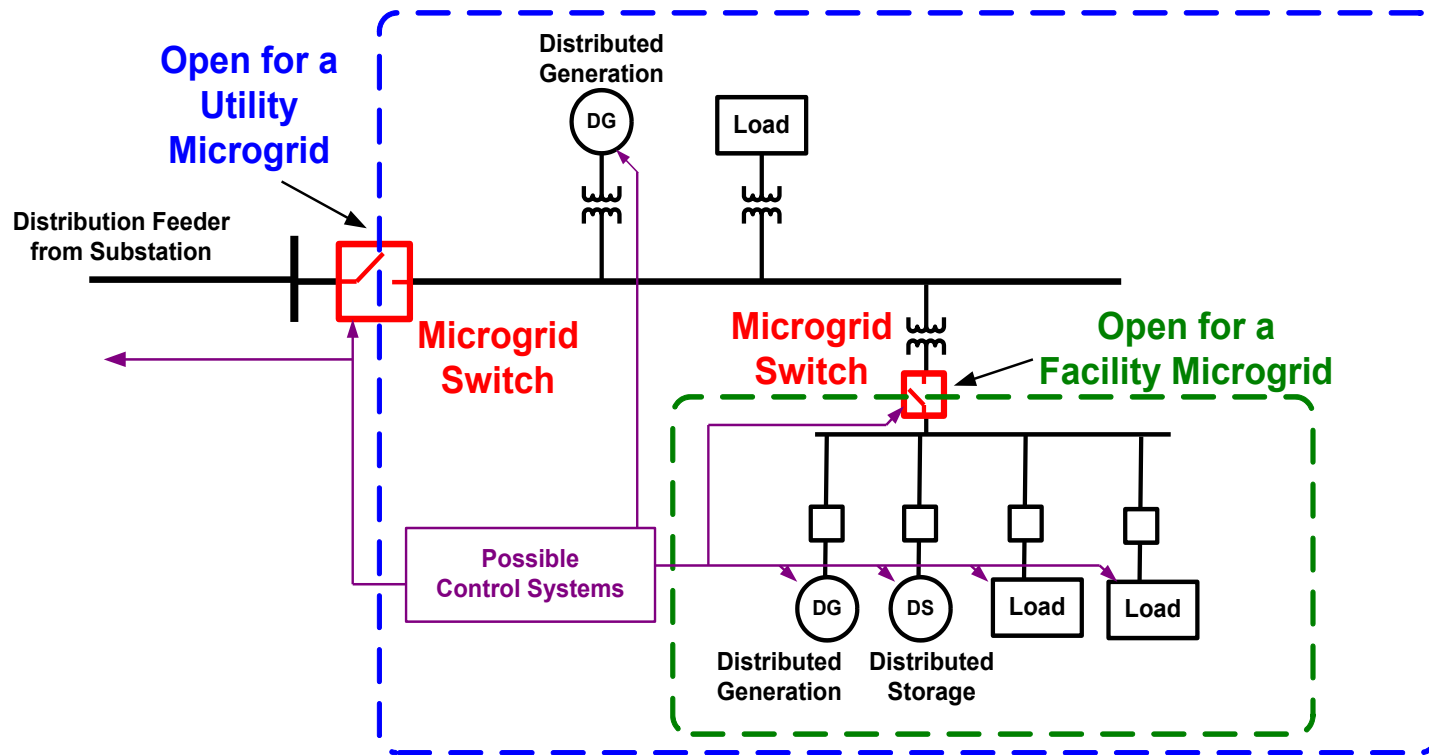 Distributed
Generation
Open for a
Utility
Microgrid
DG
Load
Distribution Feeder
from Substation
Microgrid
Switch
Microgrid
Switch
Open for a
Facility Microgrid
Possible
Control Systems
DG
DS
Load
Load
Distributed
Generation
Distributed
Storage